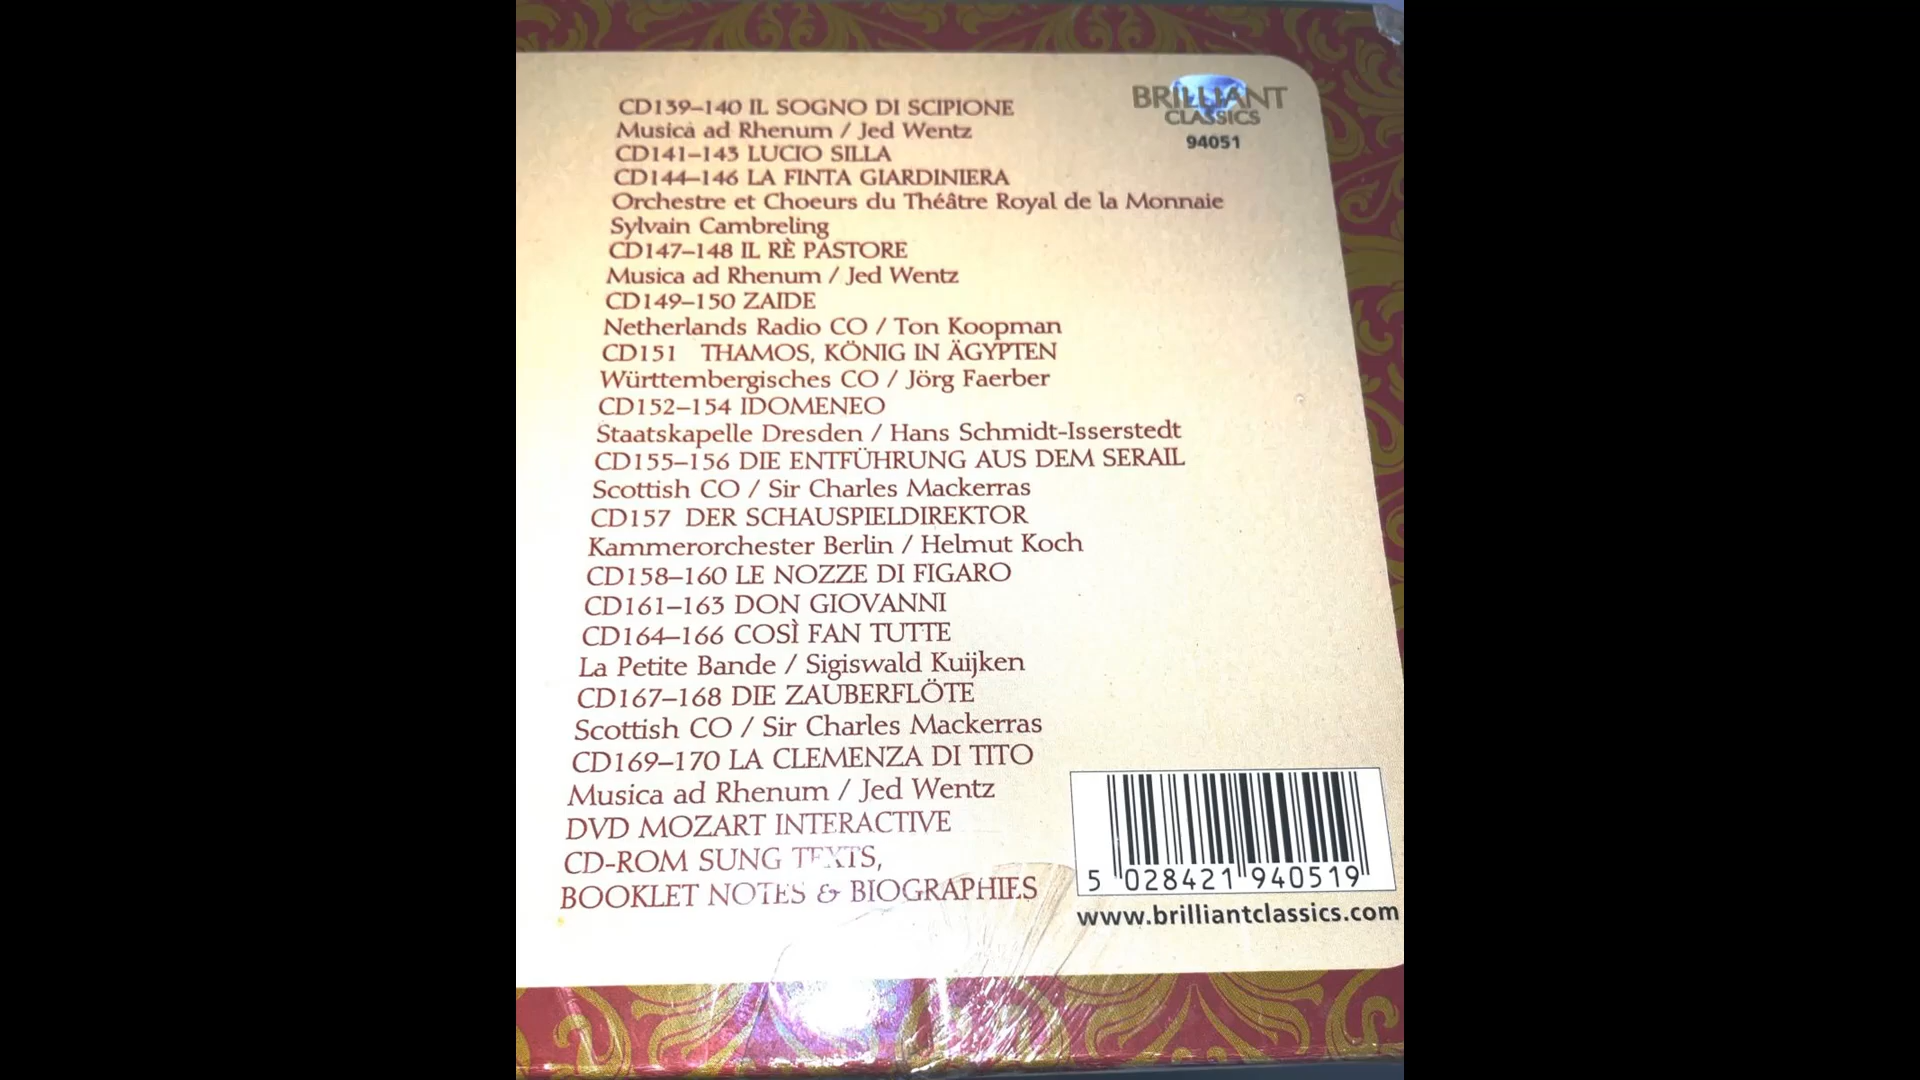 CD139–140 IL SOGNO DI SCIPIONE
Musica ad Rhenum / Jed Wentz
CD141–143 LUCIO SILLA
CD144–146 LA FINTA GIARDINIERA
Orchestre et Choeurs du Théâtre Royal de la Monnaie
Sylvain Cambreling
CD147–148 IL RÈ PASTORE
Musica ad Rhenum / Jed Wentz
CD149–150 ZAIDE
Netherlands Radio CO / Ton Koopman
CD151 THAMOS, KÖNIG IN ÄGYPTEN
Württembergisches CO / Jörg Faerber
CD152–154 IDOMENEO
Staatskapelle Dresden / Hans Schmidt-Isserstedt
CD155–156 DIE ENTFÜHRUNG AUS DEM SERAIL
Scottish CO / Sir Charles Mackerras
CD157 DER SCHAUSPIELDIREKTOR
Kammerorchester Berlin / Helmut Koch
CD158–160 LE NOZZE DI FIGARO
CD161–163 DON GIOVANNI
CD164–166 COSÌ FAN TUTTE
La Petite Bande / Sigiswald Kuijken
CD167–168 DIE ZAUBERFLÖTE
Scottish CO / Sir Charles Mackerras
CD169–170 LA CLEMENZA DI TITO
Musica ad Rhenum / Jed Wentz
DVD MOZART INTERACTIVE
CD-ROM SUNG TEXTS,
BOOKLET NOTES & BIOGRAPHIES
BRILLIANT
CLASSICS
94051
5 028421 940519
www.brilliantclassics.com